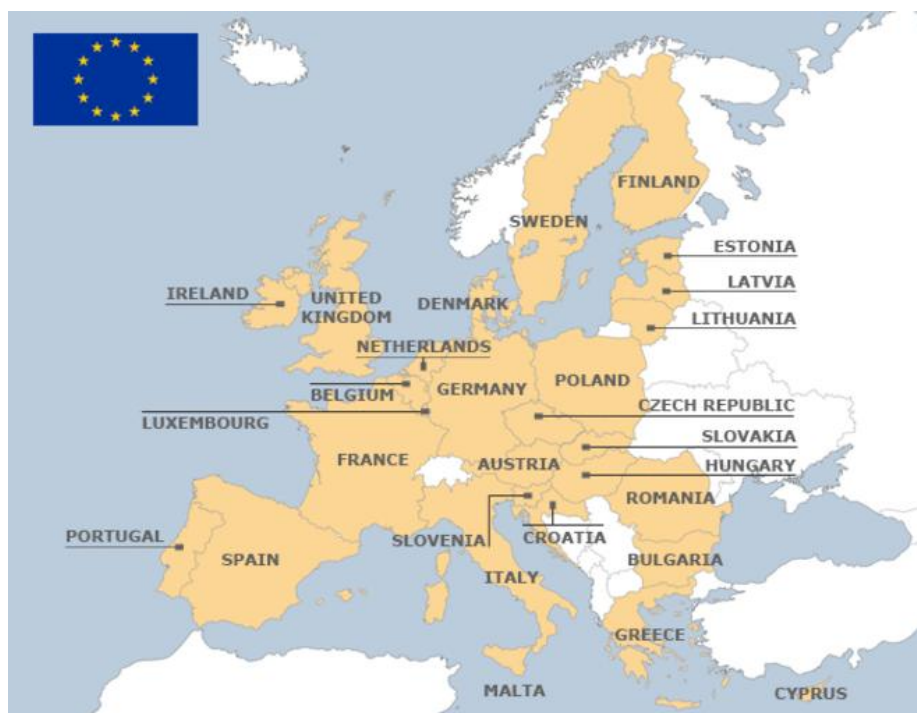 FINLAND
SWEDEN
ESTONIA
LATVIA
IRELAND
UNITED
KINGDOM
DENMARK
LITHUANIA
NETHERLANDS
BELGIUM
GERMANY
POLAND
CZECH REPUBLIC
LUXEMBOURG
SLOVAKIA
FRANCE
AUSTRIA
HUNGARY
ROMANIA
PORTUGAL
SLOVENIA
CROATIA
SPAIN
BULGARIA
ITALY
GREECE
MALTA
CYPRUS